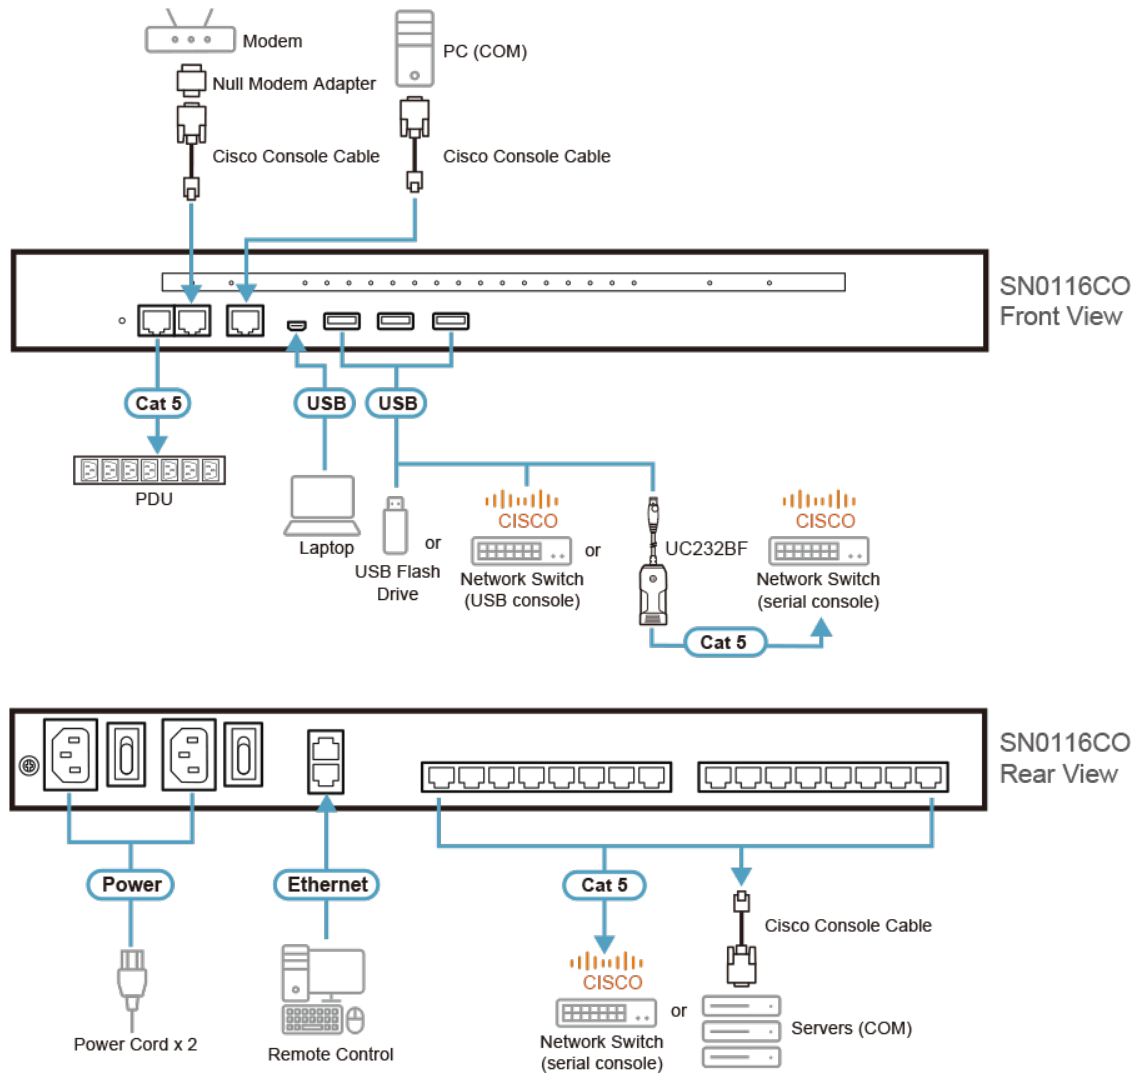 Modem
PC (COM)
Null Modem Adapter
Cisco Console Cable
Cisco Console Cable
SN0116CO
Front View
Cat 5
USB
USB
PDU
Laptop
USB Flash
Drive
or
CISCO
Network Switch
(USB console)
or
UC232BF
CISCO
Network Switch
(serial console)
Cat 5
SN0116CO
Rear View
Power
Ethernet
Cat 5
Cisco Console Cable
Power Cord x 2
Remote Control
CISCO
Network Switch
(serial console)
or
Servers (COM)